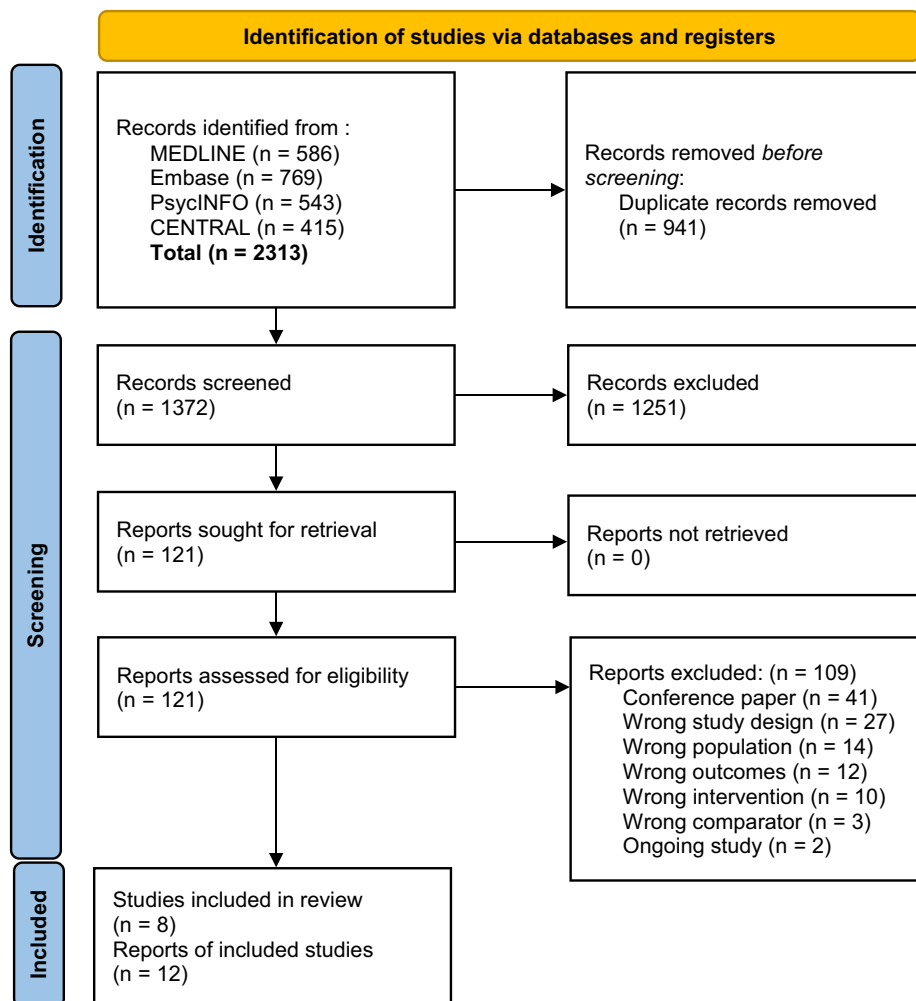 Identification of studies via databases and registers
Identification
Records identified from :
MEDLINE (n = 586)
Embase (n = 769)
PsycINFO (n = 543)
CENTRAL (n = 415)
Total (n = 2313)
Records removed before
screening:
Duplicate records removed
(n = 941)
Screening
Records screened
(n = 1372)
Records excluded
(n = 1251)
Reports sought for retrieval
(n = 121)
Reports not retrieved
(n = 0)
Reports assessed for eligibility
(n = 121)
Reports excluded: (n = 109)
Conference paper (n = 41)
Wrong study design (n = 27)
Wrong population (n = 14)
Wrong outcomes (n = 12)
Wrong intervention (n = 10)
Wrong comparator (n = 3)
Ongoing study (n = 2)
Included
Studies included in review
(n = 8)
Reports of included studies
(n = 12)